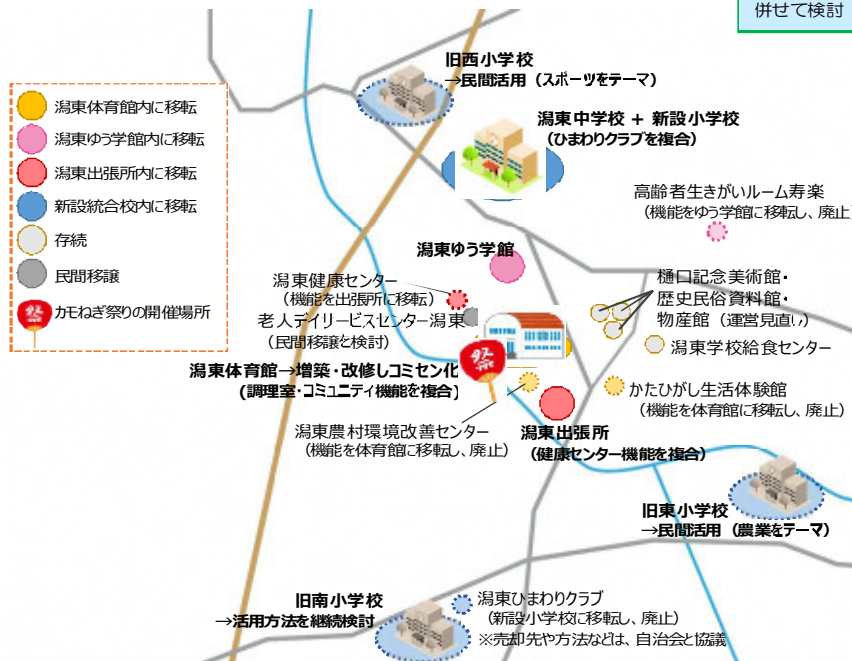 併せて検討
旧西小学校
→民間活用（スポーツをテーマ）
潟東体育館内に移転
潟東ゆう学館内に移転
潟東出張所内に移転
新設統合校内に移転
存続
民間移譲
カモねぎ祭りの開催場所
潟東中学校 + 新設小学校
（ひまわりクラブを複合）
高齢者生きがいルーム寿楽
（機能をゆう学館に移転し、廃止）
潟東ゆう学館
潟東健康センター
（機能を出張所に移転）
老人デイサービスセンター潟東
（民間移譲と検討）
樋口記念美術館・
歴史民俗資料館・
物産館（運営見直し）
潟東学校給食センター
祭
潟東体育館→増築・改修しコミセン化
（調理室・コミュニティ機能を複合）
かたひがし生活体験館
（機能を体育館に移転し、廃止）
潟東農村環境改善センター
（機能を体育館に移転し、廃止）
潟東出張所
（健康センター機能を複合）
旧東小学校
→民間活用（農業をテーマ）
旧南小学校
→活用方法を継続検討
潟東ひまわりクラブ
（新設小学校に移転し、廃止）
※売却先や方法などは、自治会と協議